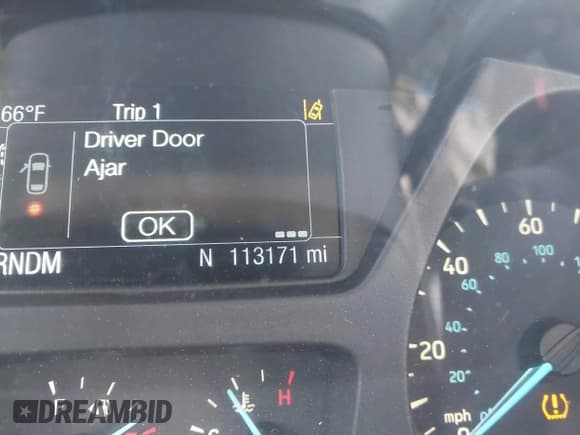 66°F Trip 1
Driver Door
Ajar
OK
RNDM N 113171 mi
60
100
40
80
60
40
20
20
mph
0
H
DREAMBID